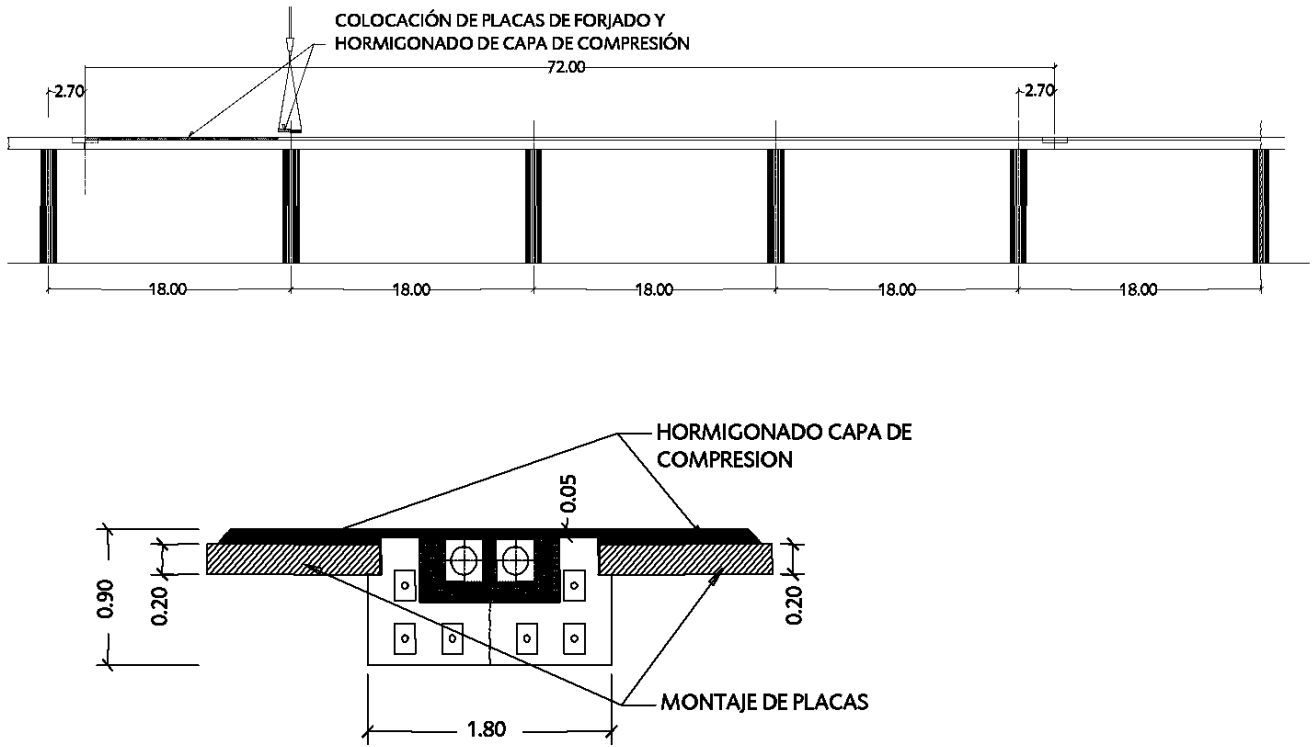 COLOCACIÓN DE PLACAS DE FORJADO Y
HORMIGONADO DE CAPA DE COMPRESIÓN
72.00
2.70
2.70
18.00
18.00
18.00
18.00
18.00
HORMIGONADO CAPA DE
COMPRESION
0.05
0.90
0.20
0.20
MONTAJE DE PLACAS
1.80